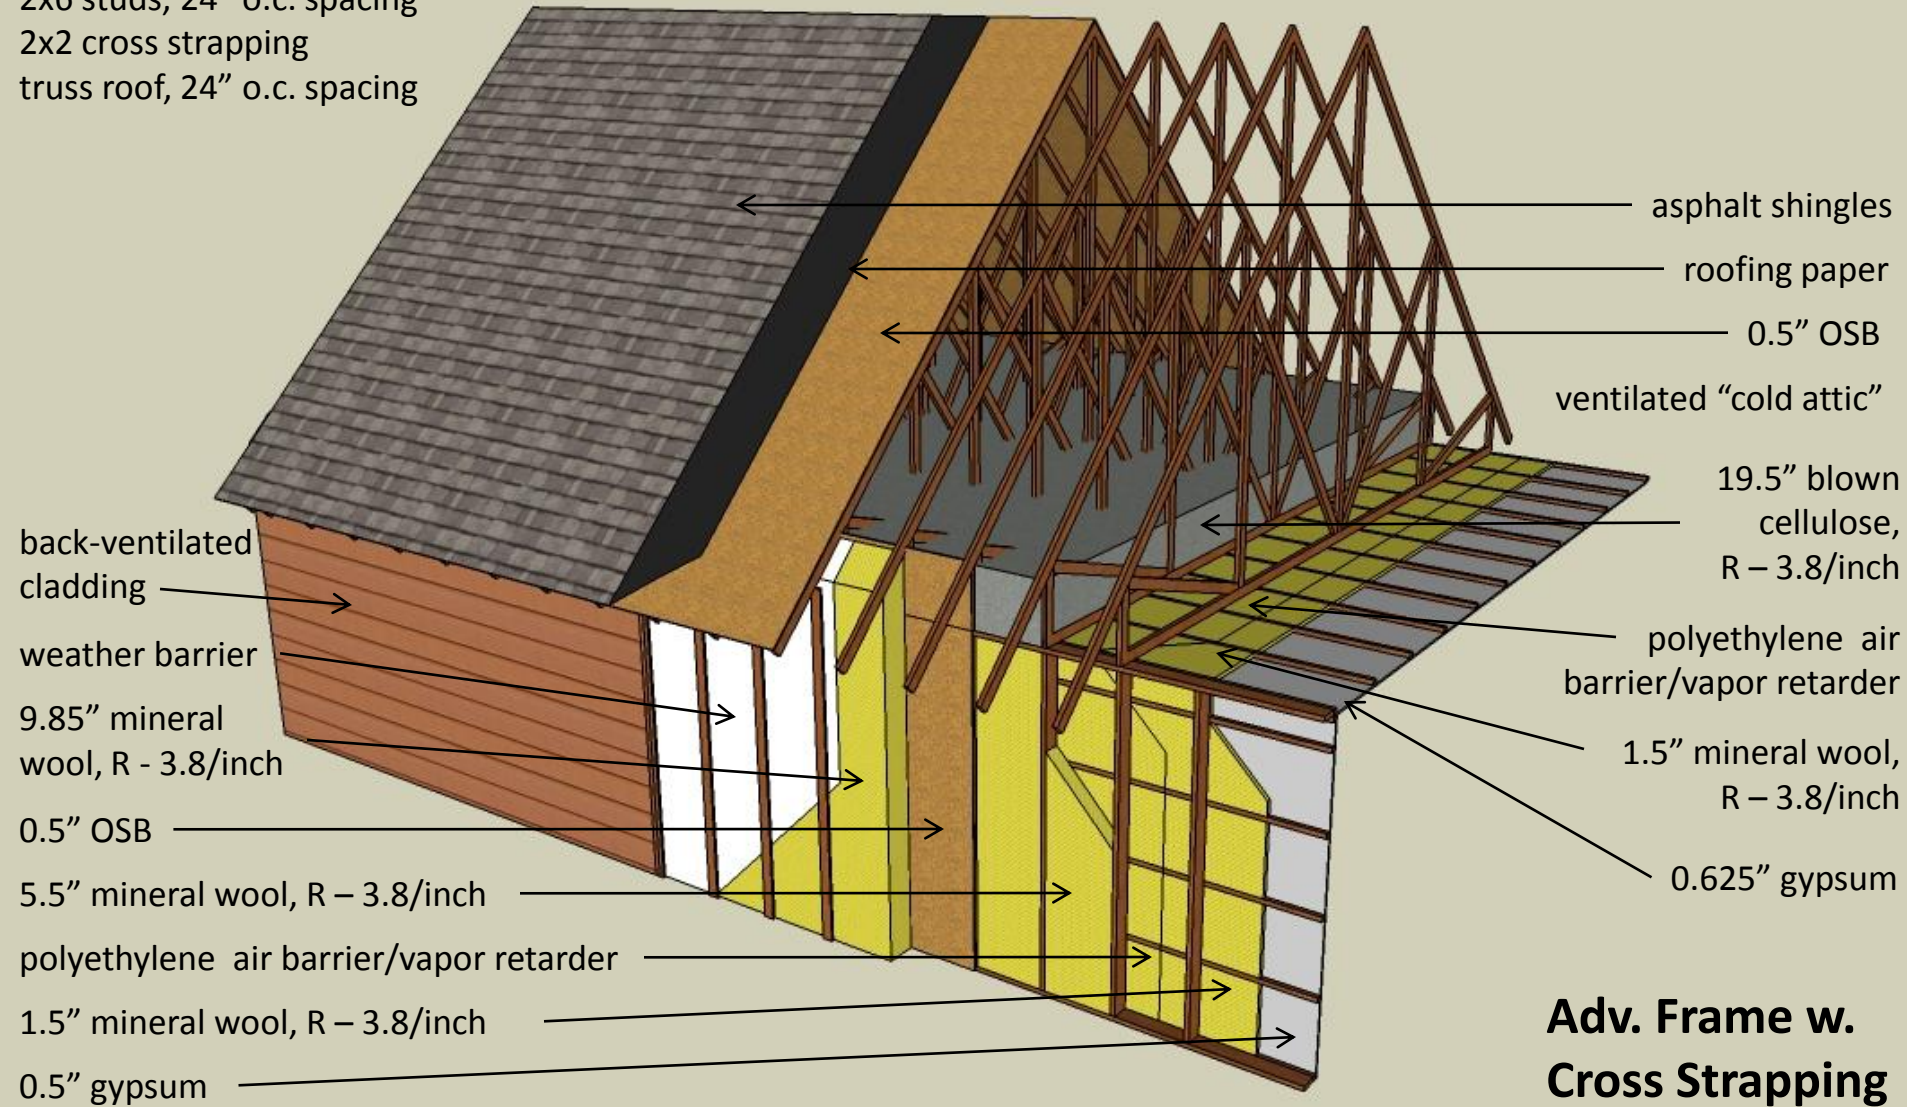 2x6 studs, 24” o.c. spacing
2x2 cross strapping
truss roof, 24” o.c. spacing
asphalt shingles
roofing paper
0.5” OSB
ventilated “cold attic”
19.5” blown
cellulose,
R – 3.8/inch
polyethylene air
barrier/vapor retarder
1.5” mineral wool,
R – 3.8/inch
0.625” gypsum
back-ventilated
cladding
weather barrier
9.85” mineral
wool, R - 3.8/inch
0.5” OSB
5.5” mineral wool, R – 3.8/inch
polyethylene air barrier/vapor retarder
1.5” mineral wool, R – 3.8/inch
0.5” gypsum
Adv. Frame w.
Cross Strapping